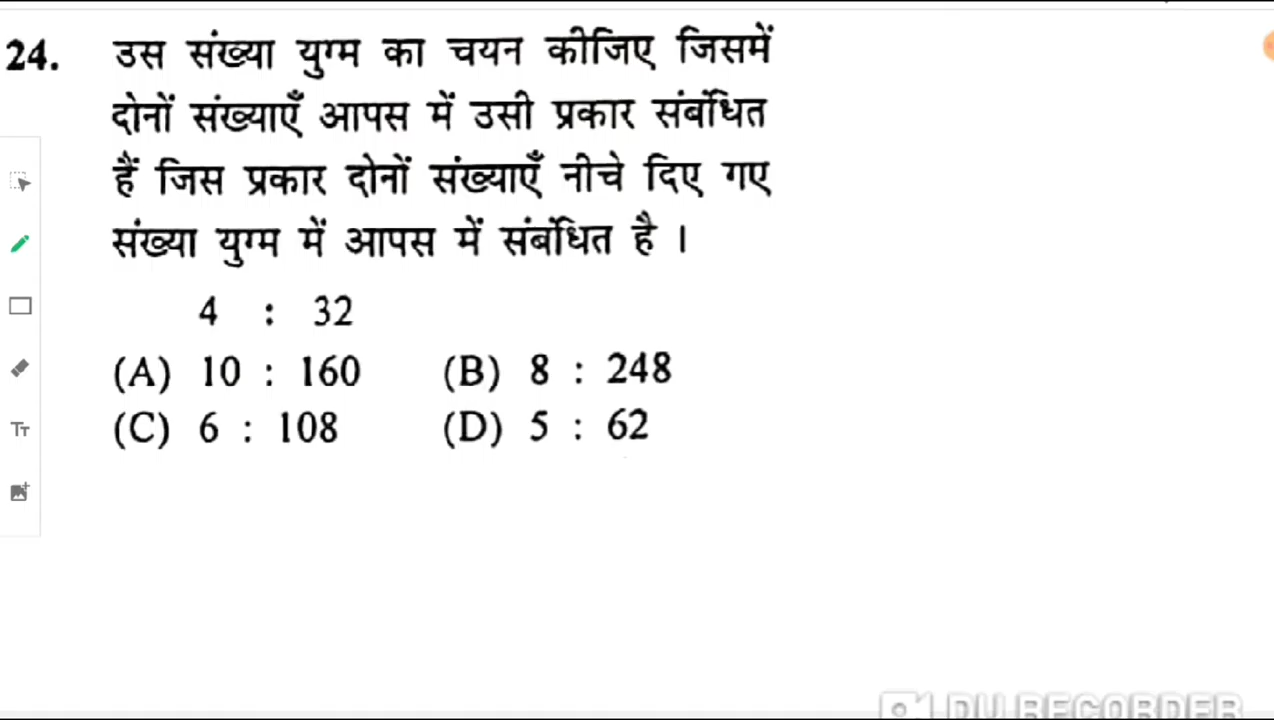 24. उस संख्या युग्म का चयन कीजिए जिसमें
दोनों संख्याएँ आपस में उसी प्रकार संबंधित
हैं जिस प्रकार दोनों संख्याएँ नीचे दिए गए
संख्या युग्म में आपस में संबंधित है ।
4 : 32
(A) 10 : 160 (B) 8 : 248
(C) 6 : 108 (D) 5 : 62
TT
DU RECORDER